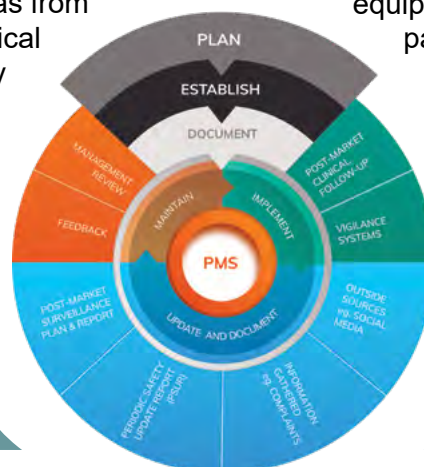 as from
ical
y
equip
pa
PLAN
ESTABLISH
DOCUMENT
MANAGEMENT
REVIEW
FEEDBACK
MAINTAIN
IMPLEMENT
POST-MARKET
CLINICAL
FOLLOW-UP
VIGILANCE
SYSTEMS
PMS
UPDATE AND DOCUMENT
POST-MARKET
SURVEILLANCE
PLAN & REPORT
PERIODIC SAFETY
UPDATE REPORT
(PSUR)
INFORMATION
GATHERED
eg. COMPLAINTS
OUTSIDE
SOURCES
eg. SOCIAL
MEDIA